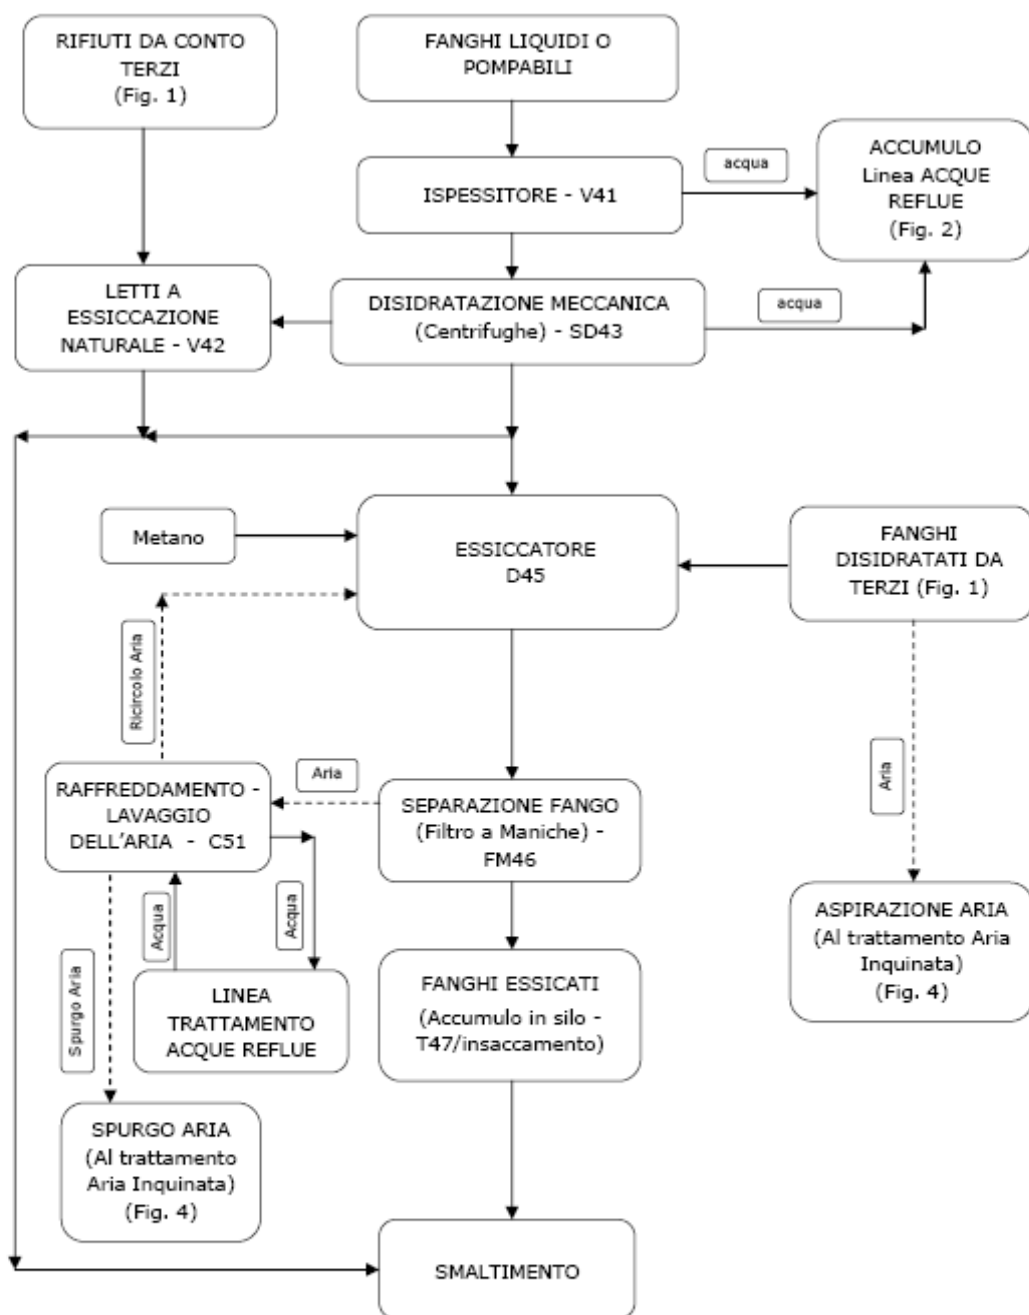 RIFIUTI DA CONTO
TERZI
(Fig. 1)
FANGHI LIQUIDI O
POMPABILI
ISPESSITORE - V41
acqua
ACCUMULO
Linea ACQUE
REFLUE
(Fig. 2)
LETTI A
ESSICCAZIONE
NATURALE - V42
DISIDRATAZIONE MECCANICA
(Centrifughe) - SD43
acqua
Metano
ESSICCATORE
D45
FANGHI
DISIDRATATI DA
TERZI (Fig. 1)
Ricircolo Aria
RAFFREDDAMENTO -
LAVAGGIO
DELL'ARIA - C51
Aria
SEPARAZIONE FANGO
(Filtro a Maniche) -
FM46
Aria
Spurgo Aria
Acqua
Acqua
LINEA
TRATTAMENTO
ACQUE REFLUE
FANGHI ESSICATI
(Accumulo in silo -
T47/insaccamento)
ASPIRAZIONE ARIA
(Al trattamento Aria
Inquinata)
(Fig. 4)
SPURGO ARIA
(Al trattamento
Aria Inquinata)
(Fig. 4)
SMALTIMENTO